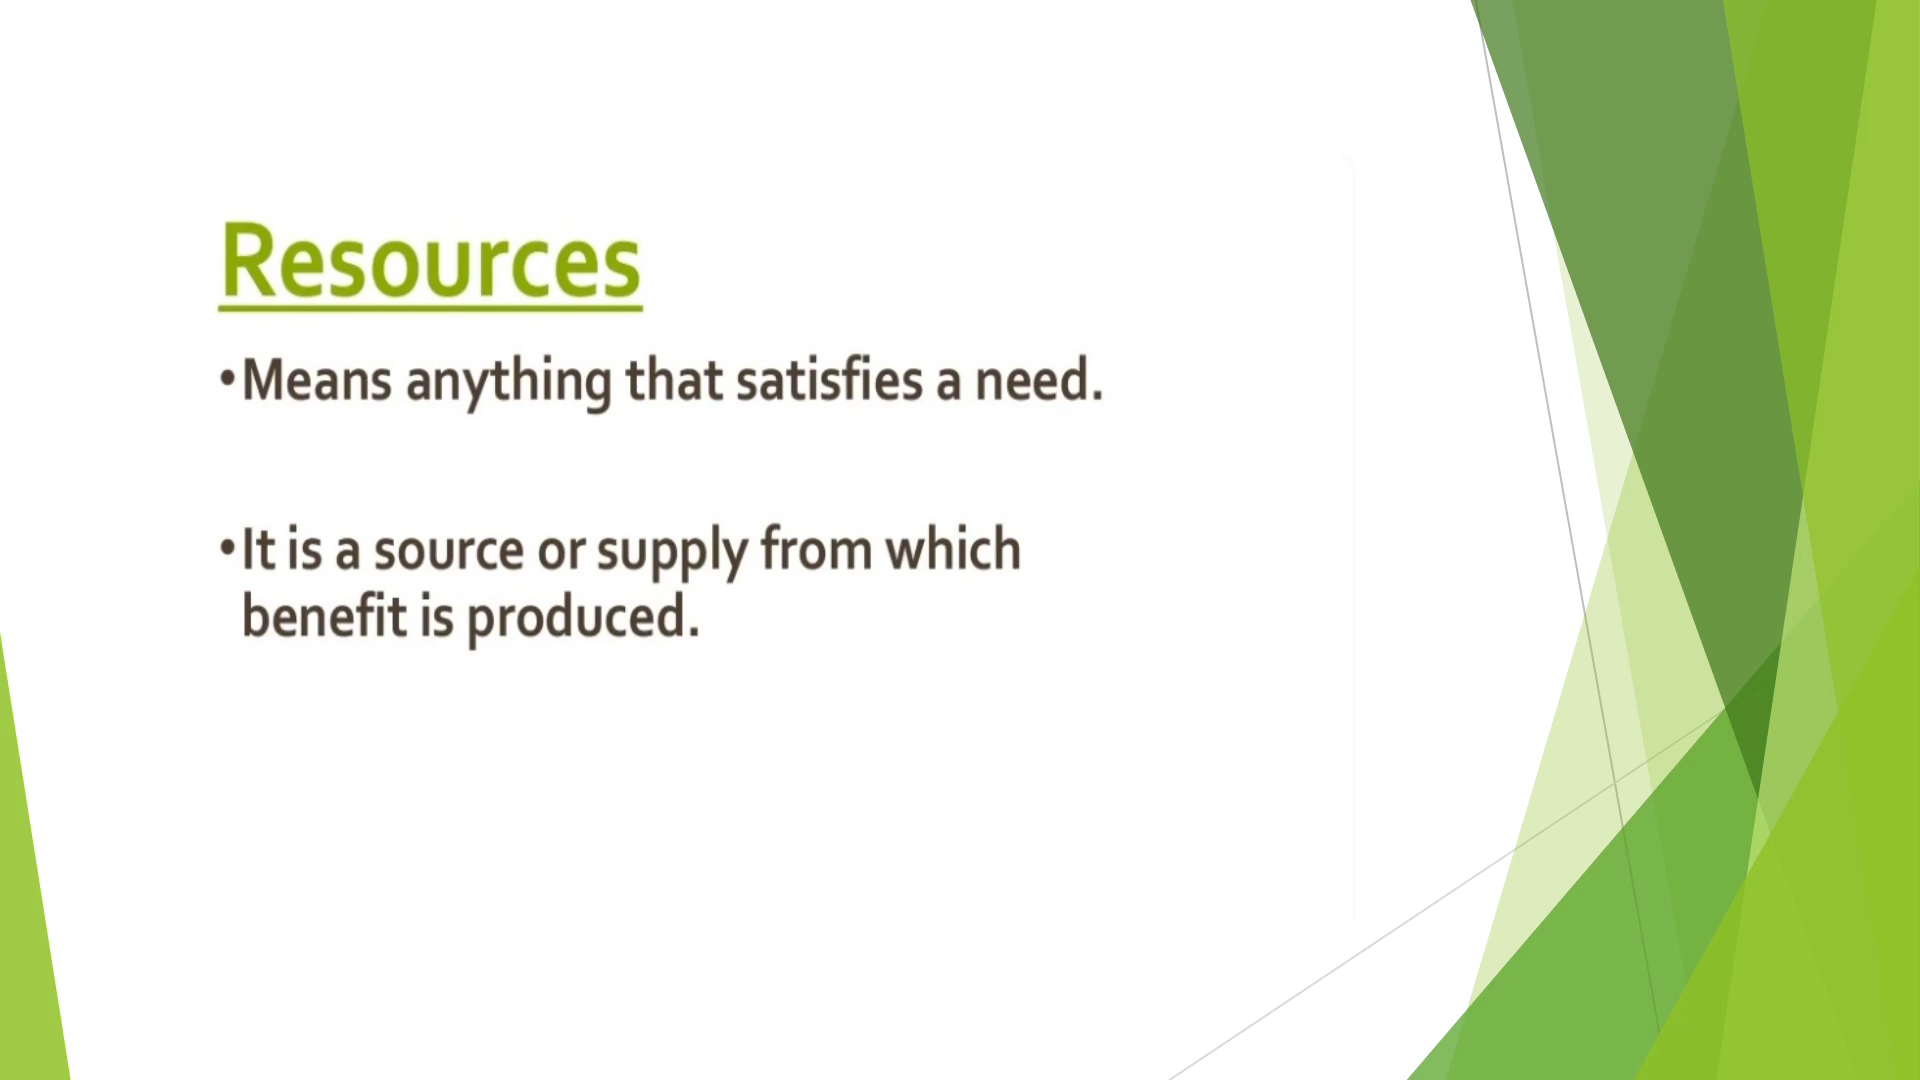 Resources
•Means anything that satisfies a need.
•It is a source or supply from which
benefit is produced.